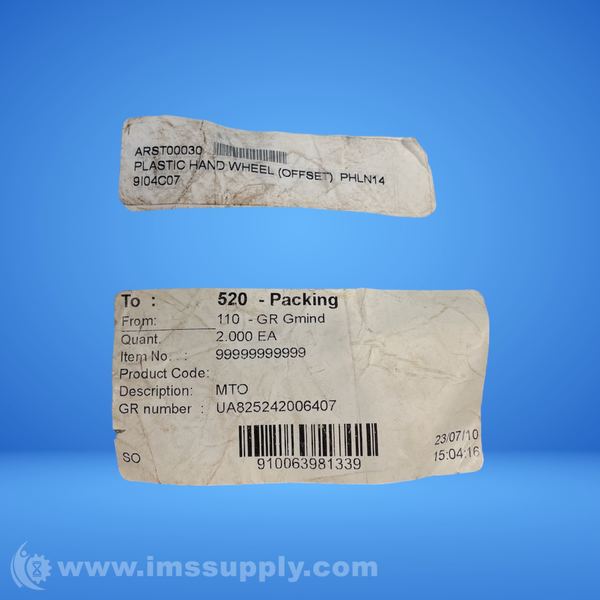 ARST00030
PLASTIC HAND WHEEL (OFFSET) PHLN14
9I04C07
To : 520 - Packing
From: 110 - GR Gmind
Quant. 2.000 EA
Item No. : 99999999999
Product Code:
Description: MTO
GR number : UA825242006407
910063981339
SO
23/07/10
15:04:16
www.imssupply.com